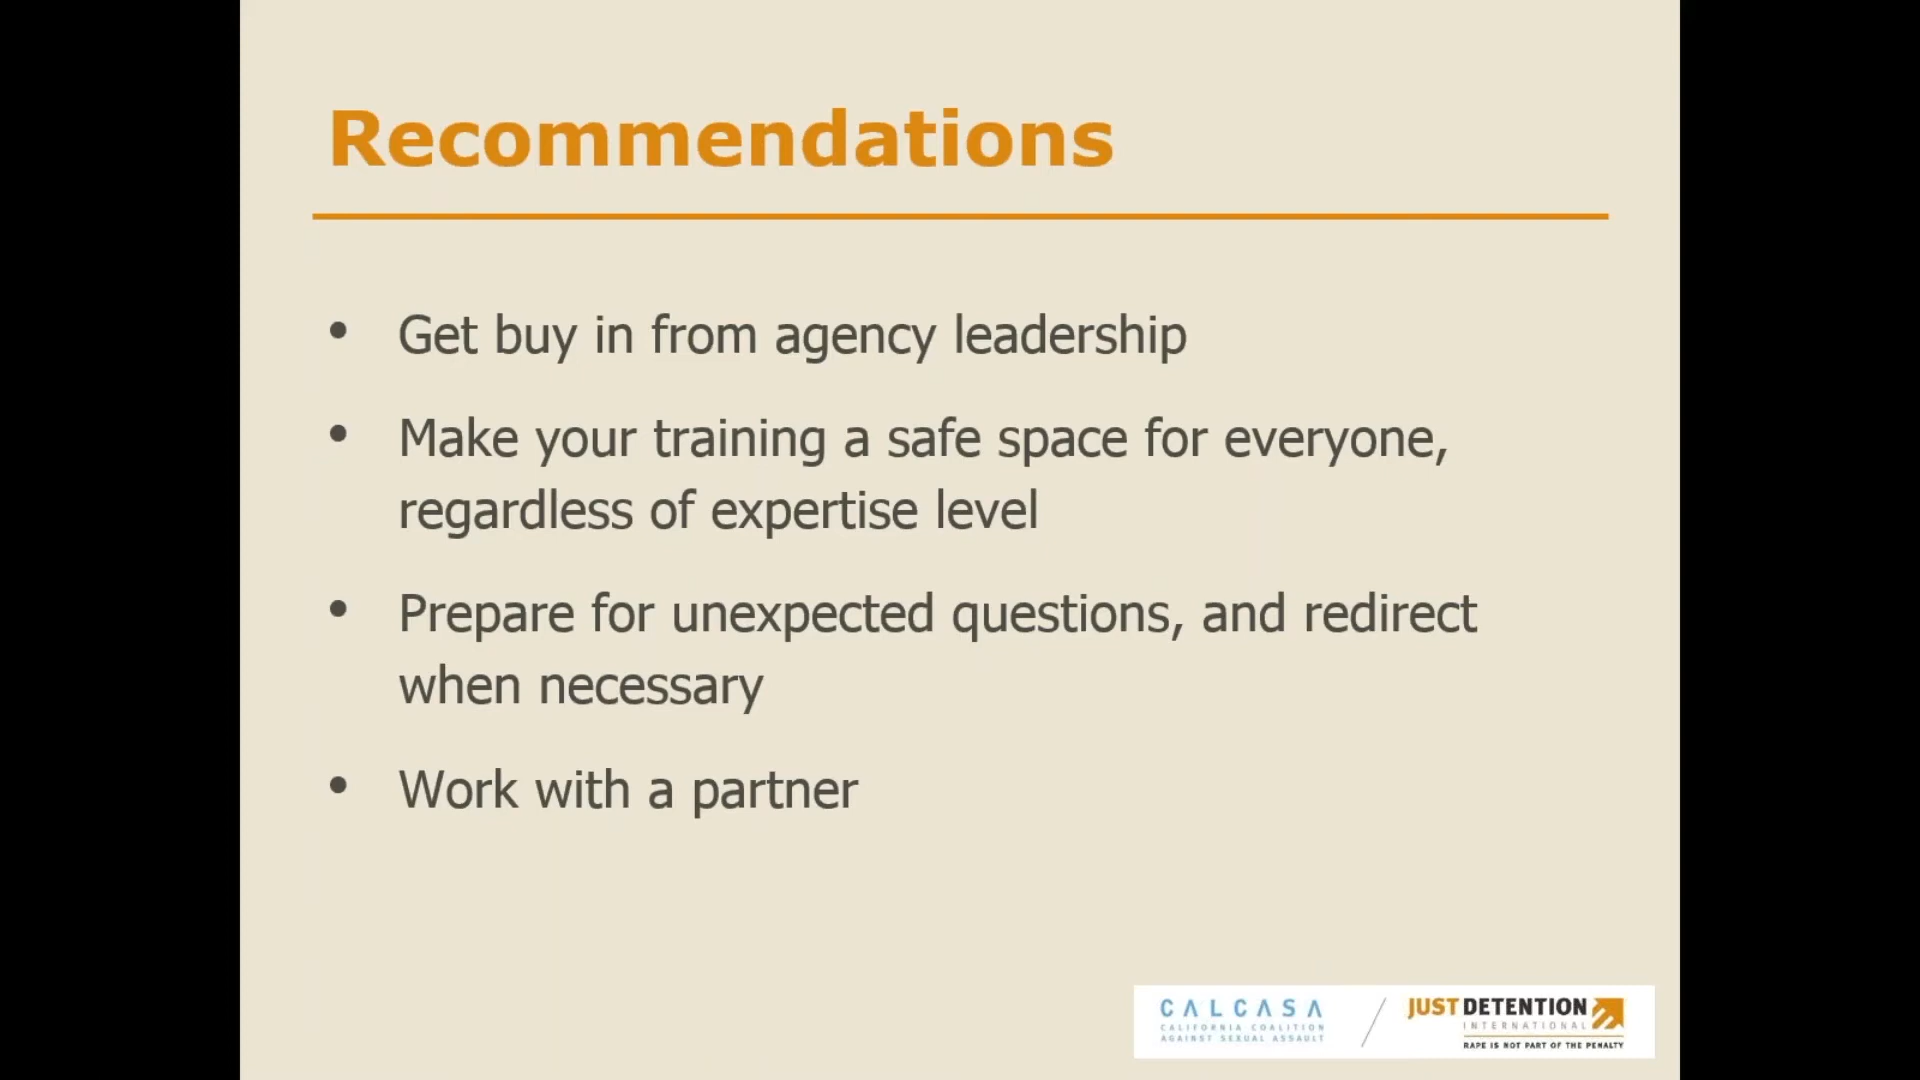 Recommendations
• Get buy in from agency leadership
• Make your training a safe space for everyone,
regardless of expertise level
• Prepare for unexpected questions, and redirect
when necessary
• Work with a partner
CALCASA
CALIFORNIA COALITION
AGAINST SEXUAL ASSAULT
JUST DETENTION
INTERNATIONAL
RAPE IS NOT PART OF THE PENALTY